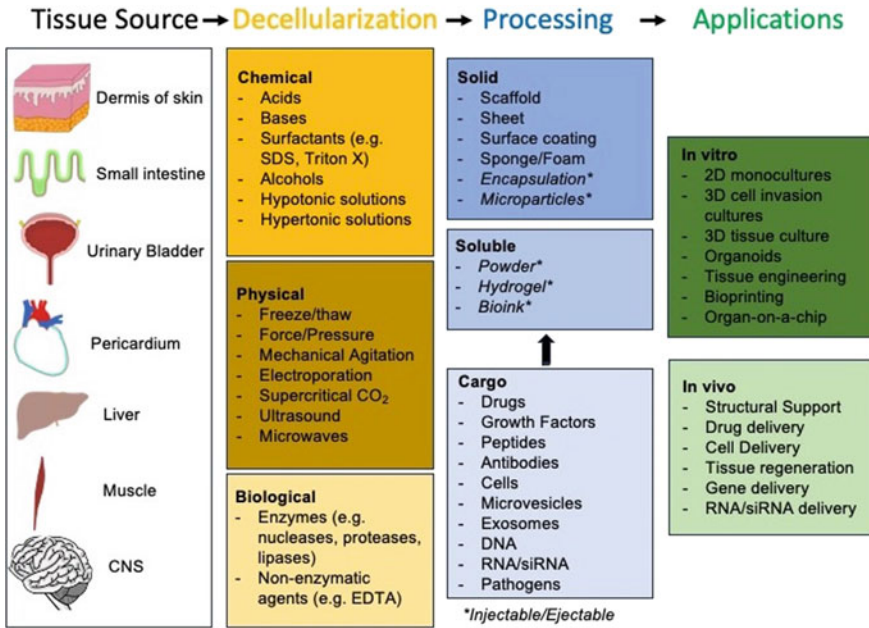 Tissue Source → Decellularization → Processing → Applications
Dermis of skin
Small intestine
Urinary Bladder
Pericardium
Liver
Muscle
CNS
Chemical
- Acids
- Bases
- Surfactants (e.g.
SDS, Triton X)
- Alcohols
- Hypotonic solutions
- Hypertonic solutions
Physical
- Freeze/thaw
- Force/Pressure
- Mechanical Agitation
- Electroporation
- Supercritical CO₂
- Ultrasound
- Microwaves
Biological
- Enzymes (e.g.
nucleases, proteases,
lipases)
- Non-enzymatic
agents (e.g. EDTA)
Solid
- Scaffold
- Sheet
- Surface coating
- Sponge/Foam
- Encapsulation*
- Microparticles*
Soluble
- Powder*
- Hydrogel*
- Bioink*
Cargo
- Drugs
- Growth Factors
- Peptides
- Antibodies
- Cells
- Microvesicles
- Exosomes
- DNA
- RNA/siRNA
- Pathogens
*Injectable/Ejectable
In vitro
- 2D monocultures
- 3D cell invasion
cultures
- 3D tissue culture
- Organoids
- Tissue engineering
- Bioprinting
- Organ-on-a-chip
In vivo
- Structural Support
- Drug delivery
- Cell Delivery
- Tissue regeneration
- Gene delivery
- RNA/siRNA delivery